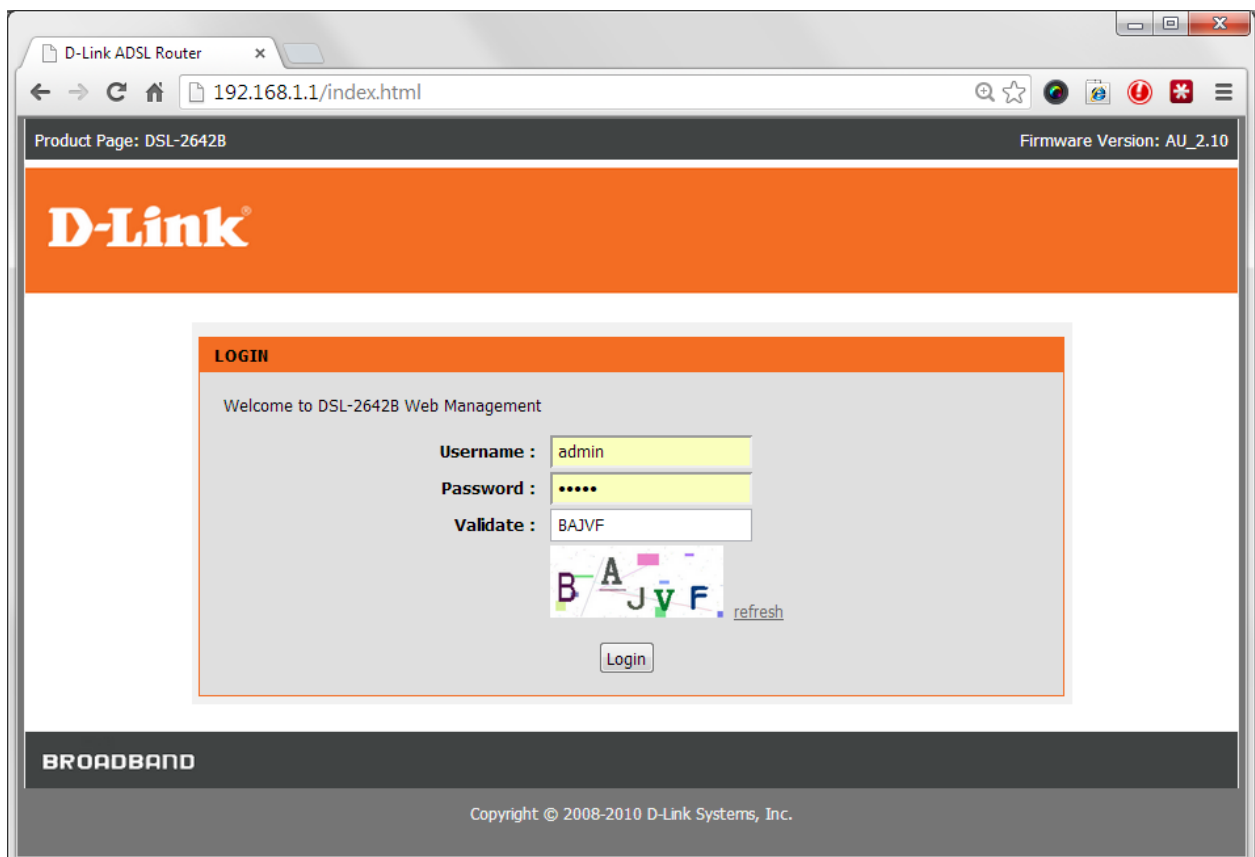 D-Link ADSL Router
192.168.1.1/index.html
Product Page: DSL-2642B Firmware Version: AU_2.10
D-Link®
LOGIN
Welcome to DSL-2642B Web Management
Username : admin
Password : •••••
Validate : BAJVF
BAJVF
refresh
Login
BROADBAND
Copyright © 2008-2010 D-Link Systems, Inc.